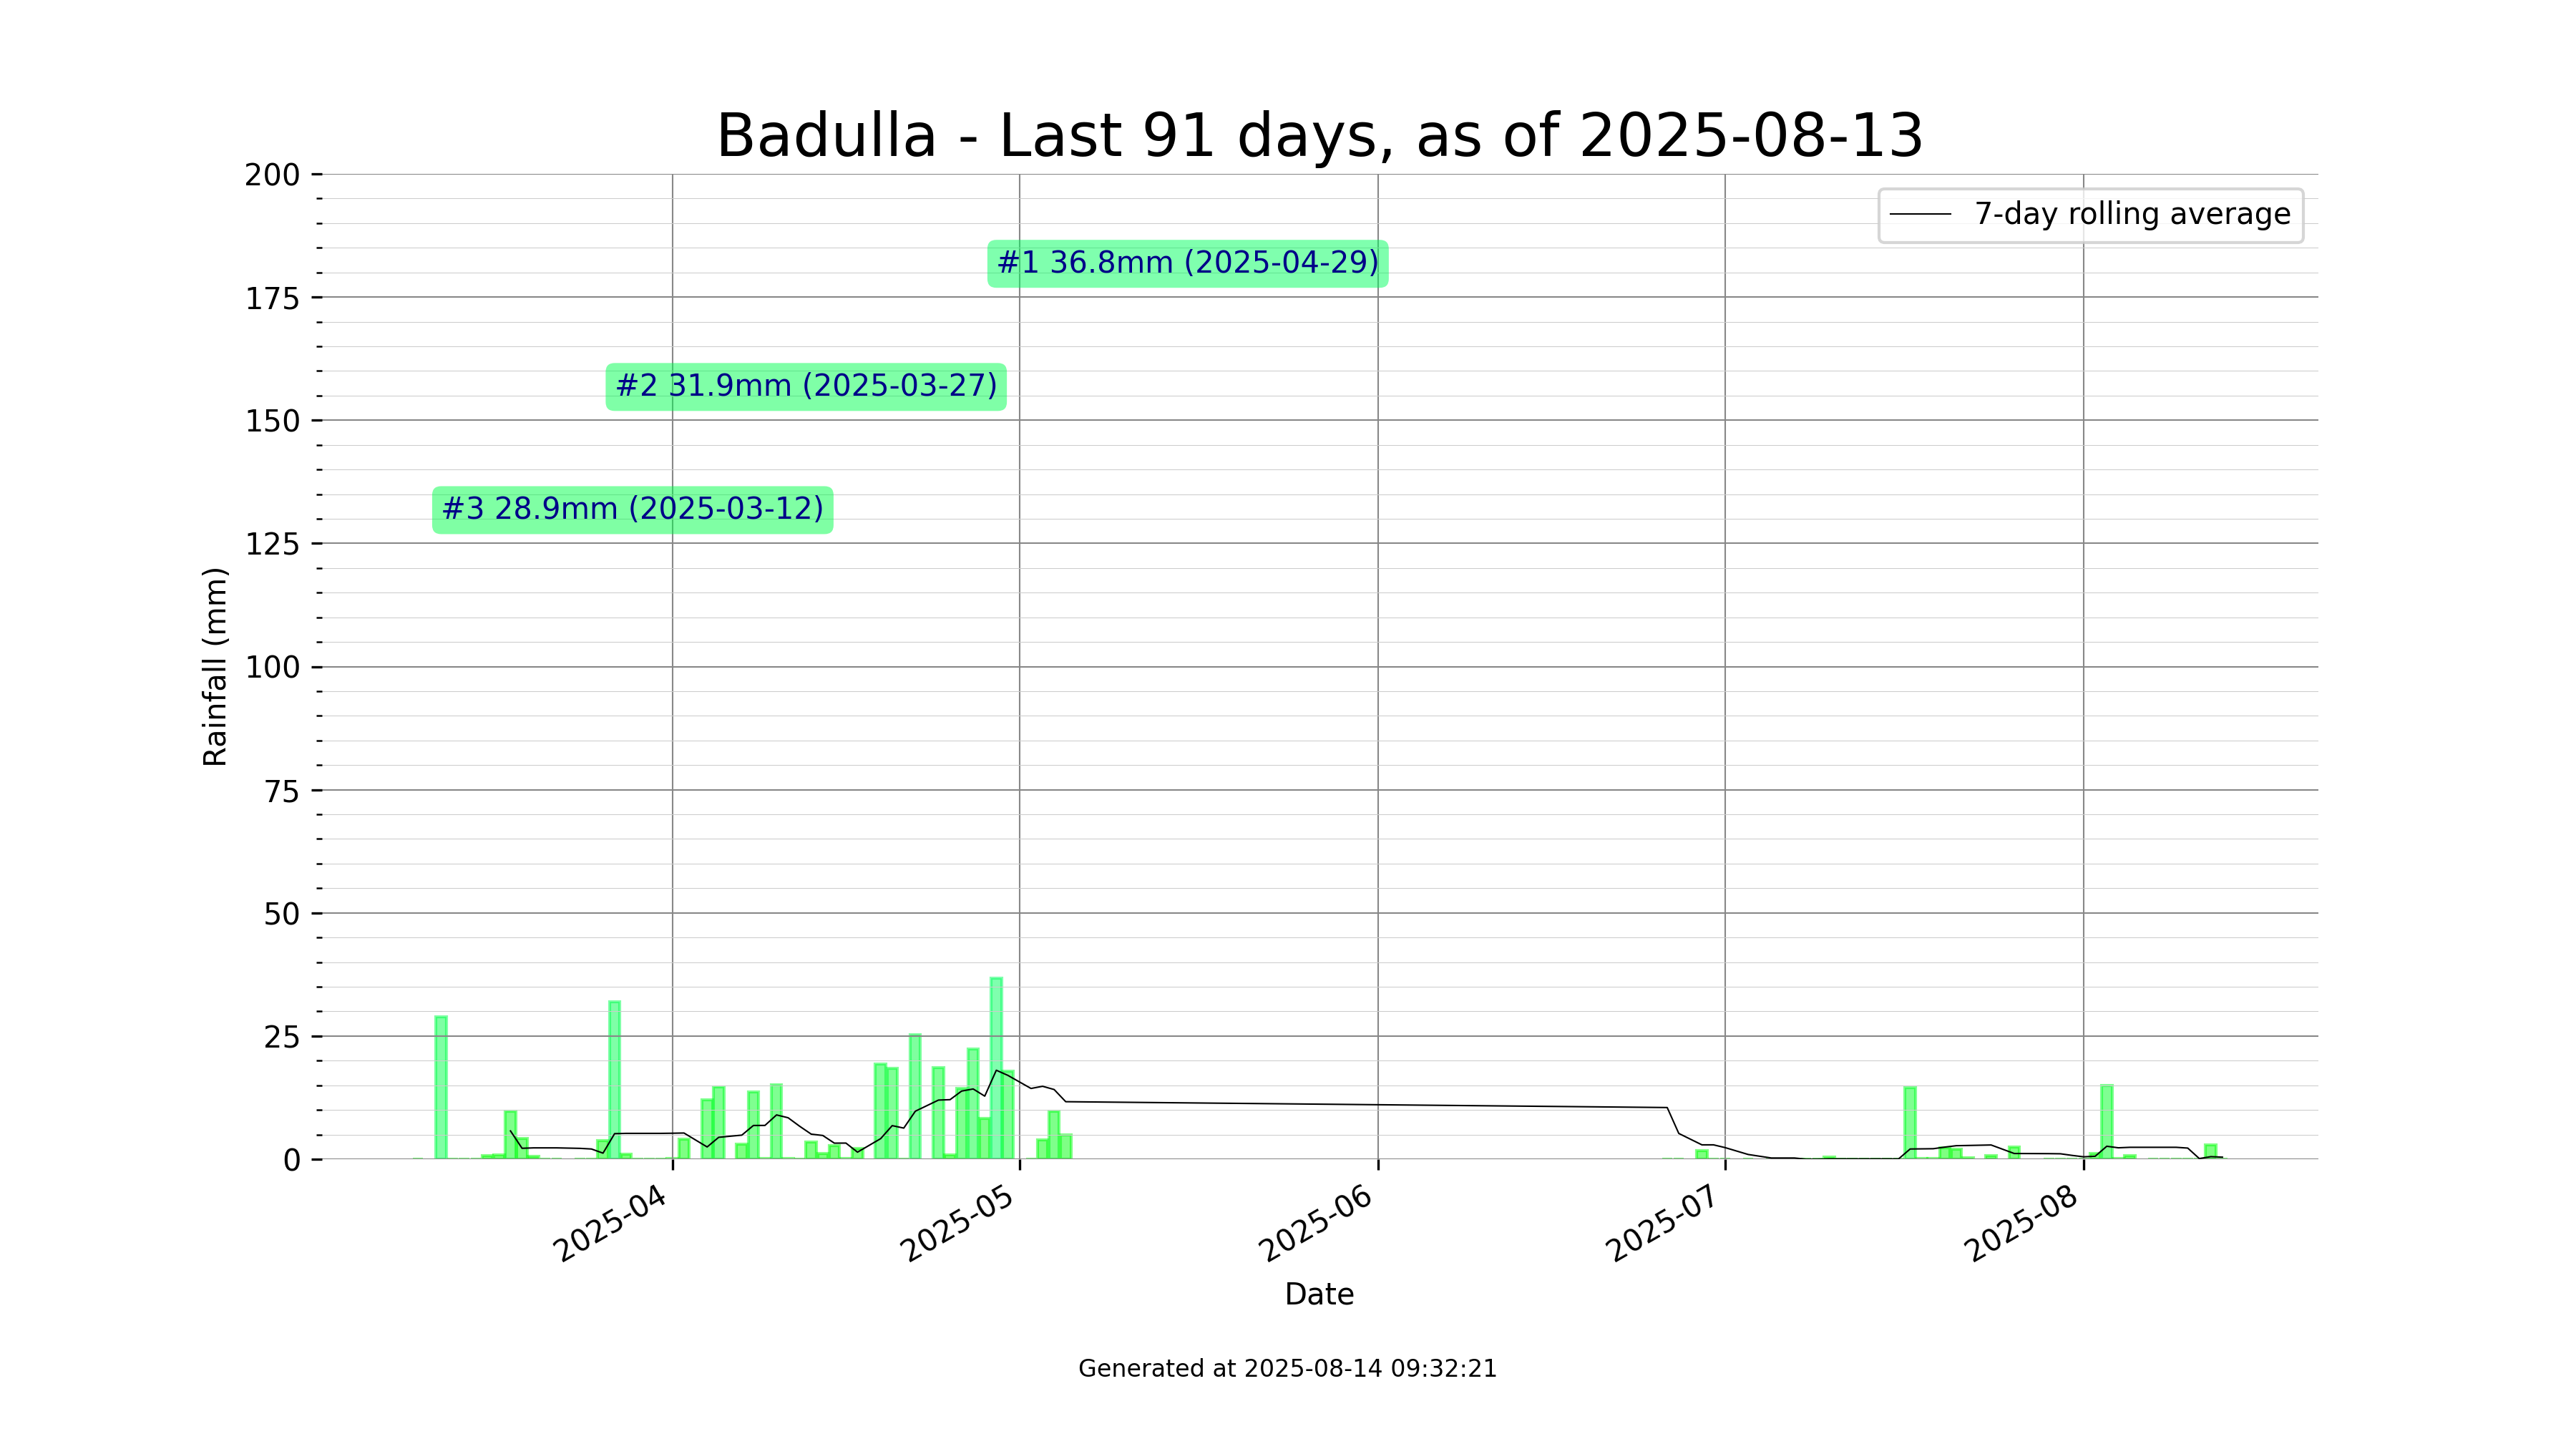 Badulla - Last 91 days, as of 2025-08-13
200
7-day rolling average
#1 36.8mm (2025-04-29)
175
#2 31.9mm (2025-03-27)
150
#3 28.9mm (2025-03-12)
125
Rainfall (mm)
100
75
50
25
0
2025-04
2025-05
2025-06
2025-07
2025-08
Date
Generated at 2025-08-14 09:32:21